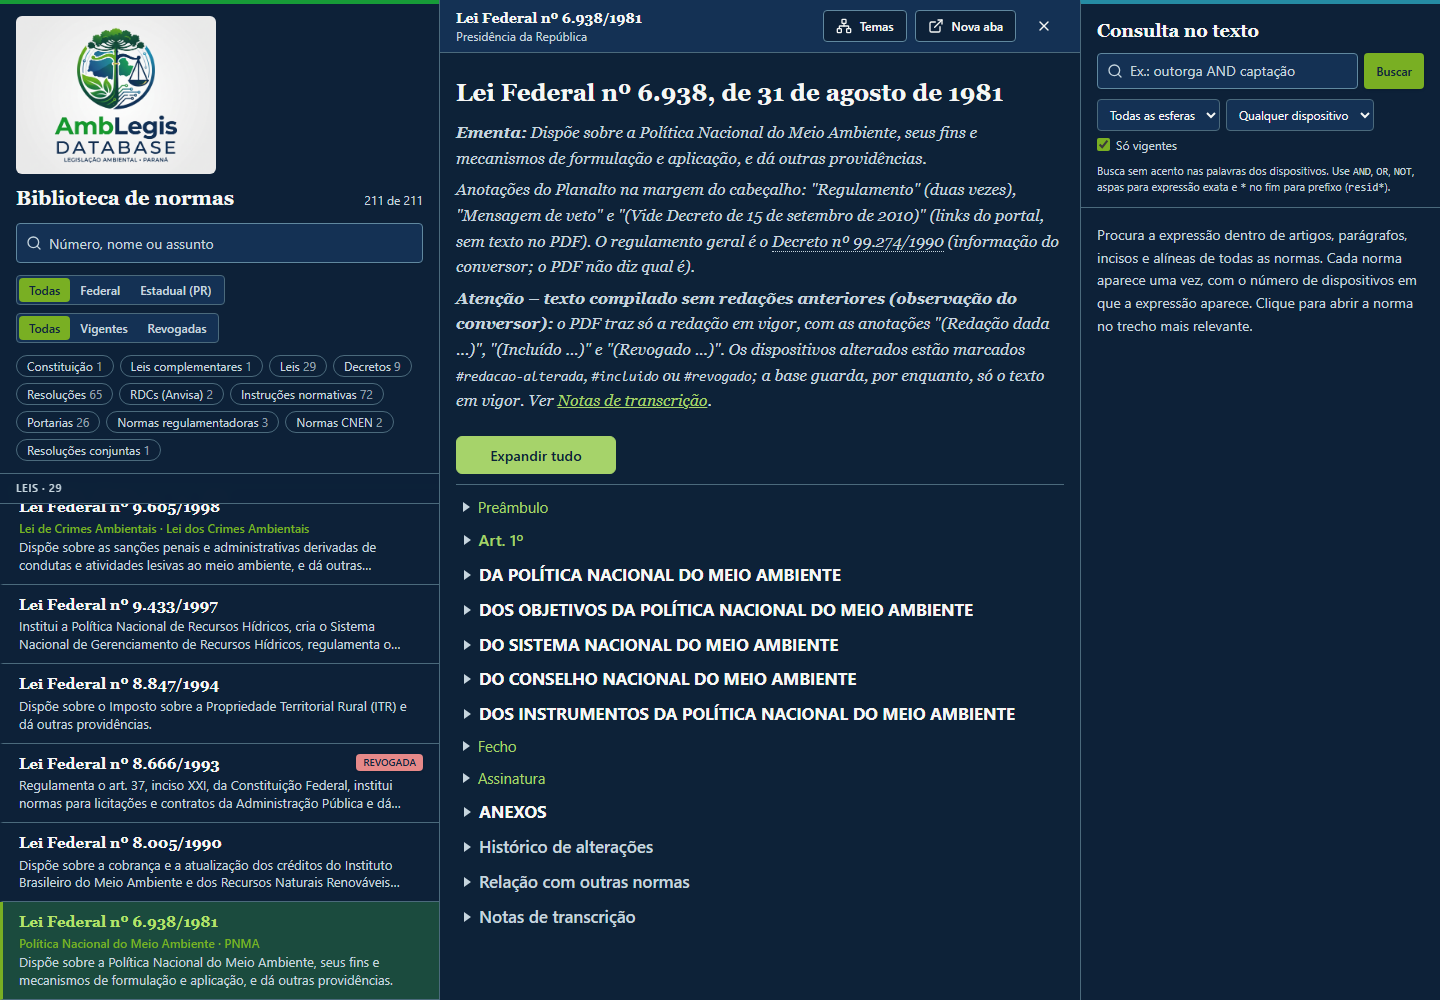 AmbLegis
DATABASE
LEGISLAÇÃO AMBIENTAL • PARANÁ
Biblioteca de normas
211 de 211
Número, nome ou assunto
Todas Federal Estadual (PR)
Todas Vigentes Revogadas
Constituição 1 Leis complementares 1 Leis 29 Decretos 9
Resoluções 65 RDCs (Anvisa) 2 Instruções normativas 72
Portarias 26 Normas regulamentadoras 3 Normas CNEN 2
Resoluções conjuntas 1
LEIS · 29
Lei Federal nº 9.605/1998
Lei de Crimes Ambientais · Lei dos Crimes Ambientais
Dispõe sobre as sanções penais e administrativas derivadas de
condutas e atividades lesivas ao meio ambiente, e dá outras...
Lei Federal nº 9.433/1997
Institui a Política Nacional de Recursos Hídricos, cria o Sistema
Nacional de Gerenciamento de Recursos Hídricos, regulamenta o...
Lei Federal nº 8.847/1994
Dispõe sobre o Imposto sobre a Propriedade Territorial Rural (ITR) e
dá outras providências.
Lei Federal nº 8.666/1993
REVOGADA
Regulamenta o art. 37, inciso XXI, da Constituição Federal, institui
normas para licitações e contratos da Administração Pública e dá...
Lei Federal nº 8.005/1990
Dispõe sobre a cobrança e a atualização dos créditos do Instituto
Brasileiro do Meio Ambiente e dos Recursos Naturais Renováveis...
Lei Federal nº 6.938/1981
Política Nacional do Meio Ambiente · PNMA
Dispõe sobre a Política Nacional do Meio Ambiente, seus fins e
mecanismos de formulação e aplicação, e dá outras providências.
Lei Federal nº 6.938/1981
Presidência da República
Temas
Nova aba
Lei Federal nº 6.938, de 31 de agosto de 1981
Ementa: Dispõe sobre a Política Nacional do Meio Ambiente, seus fins e
mecanismos de formulação e aplicação, e dá outras providências.
Anotações do Planalto na margem do cabeçalho: "Regulamento" (duas vezes),
"Mensagem de veto" e "(Vide Decreto de 15 de setembro de 2010)" (links do portal,
sem texto no PDF). O regulamento geral é o Decreto nº 99.274/1990 (informação do
conversor; o PDF não diz qual é).
Atenção – texto compilado sem redações anteriores (observação do
conversor): o PDF traz só a redação em vigor, com as anotações "(Redação dada
...)", "(Incluído ...)" e "(Revogado ...)". Os dispositivos alterados estão marcados
#redacao-alterada, #incluido ou #revogado; a base guarda, por enquanto, só o texto
em vigor. Ver Notas de transcrição.
Expandir tudo
Preâmbulo
Art. 1º
DA POLÍTICA NACIONAL DO MEIO AMBIENTE
DOS OBJETIVOS DA POLÍTICA NACIONAL DO MEIO AMBIENTE
DO SISTEMA NACIONAL DO MEIO AMBIENTE
DO CONSELHO NACIONAL DO MEIO AMBIENTE
DOS INSTRUMENTOS DA POLÍTICA NACIONAL DO MEIO AMBIENTE
Fecho
Assinatura
ANEXOS
Histórico de alterações
Relação com outras normas
Notas de transcrição
Consulta no texto
Ex.: outorga AND captação
Buscar
Todas as esferas
Qualquer dispositivo
Só vigentes
Busca sem acento nas palavras dos dispositivos. Use AND, OR, NOT,
aspas para expressão exata e * no fim para prefixo (resid*).
Procura a expressão dentro de artigos, parágrafos,
incisos e alíneas de todas as normas. Cada norma
aparece uma vez, com o número de dispositivos em
que a expressão aparece. Clique para abrir a norma
no trecho mais relevante.